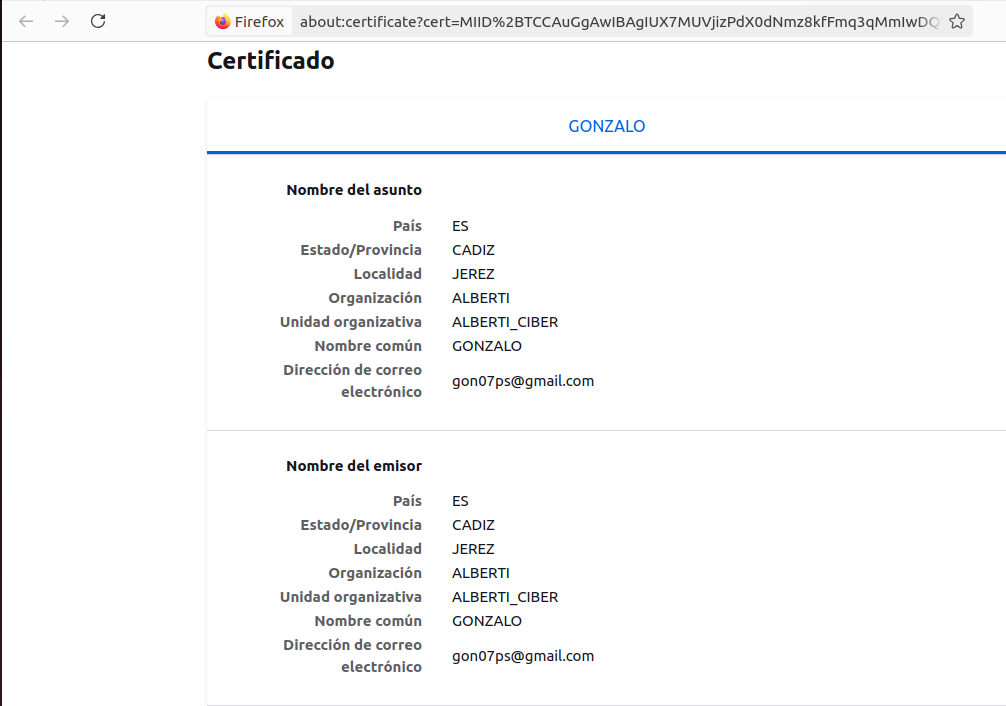 Firefox about:certificate?cert=MIID%2BTCCAuGgAwIBAgIUX7MUVjizPdX0dNmz8kfFmq3qMmIwDQ
Certificado
GONZALO
Nombre del asunto
País ES
Estado/Provincia CADIZ
Localidad JEREZ
Organización ALBERTI
Unidad organizativa ALBERTI_CIBER
Nombre común GONZALO
Dirección de correo
electrónico gon07ps@gmail.com
Nombre del emisor
País ES
Estado/Provincia CADIZ
Localidad JEREZ
Organización ALBERTI
Unidad organizativa ALBERTI_CIBER
Nombre común GONZALO
Dirección de correo
electrónico gon07ps@gmail.com